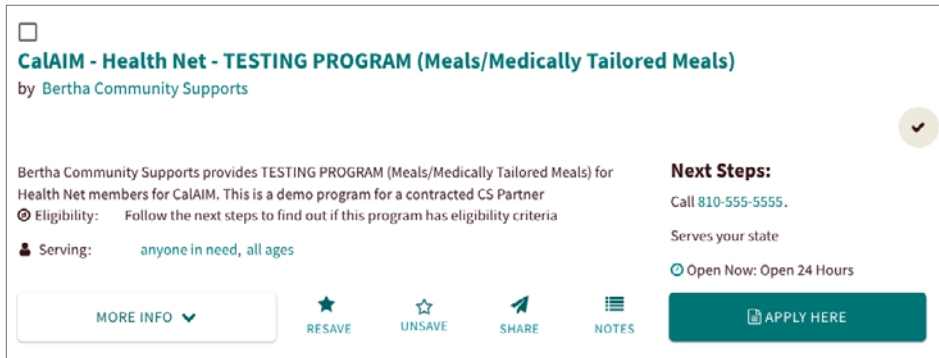 CalAIM - Health Net - TESTING PROGRAM (Meals/Medically Tailored Meals)
by Bertha Community Supports
Bertha Community Supports provides TESTING PROGRAM (Meals/Medically Tailored Meals) for
Health Net members for CalAIM. This is a demo program for a contracted CS Partner
Eligibility: Follow the next steps to find out if this program has eligibility criteria
Serving: anyone in need, all ages
Next Steps:
Call 810-555-5555.
Serves your state
Open Now: Open 24 Hours
MORE INFO
RESAVE
UNSAVE
SHARE
NOTES
APPLY HERE